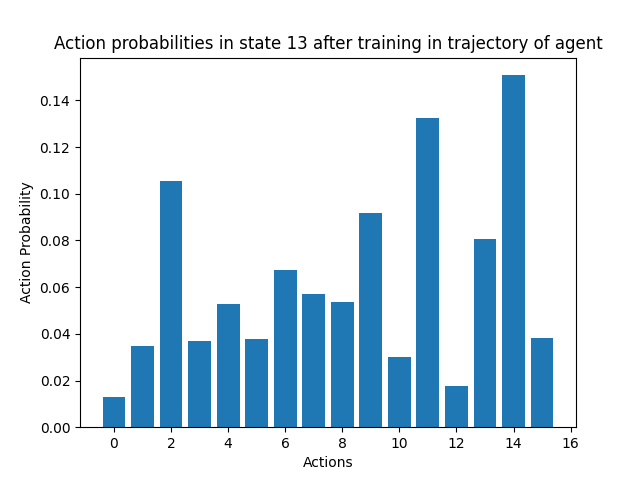 Action probabilities in state 13 after training in trajectory of agent
0.14
0.12
0.10
0.08
0.06
0.04
0.02
0.00
Action Probability
0 2 4 6 8 10 12 14 16
Actions